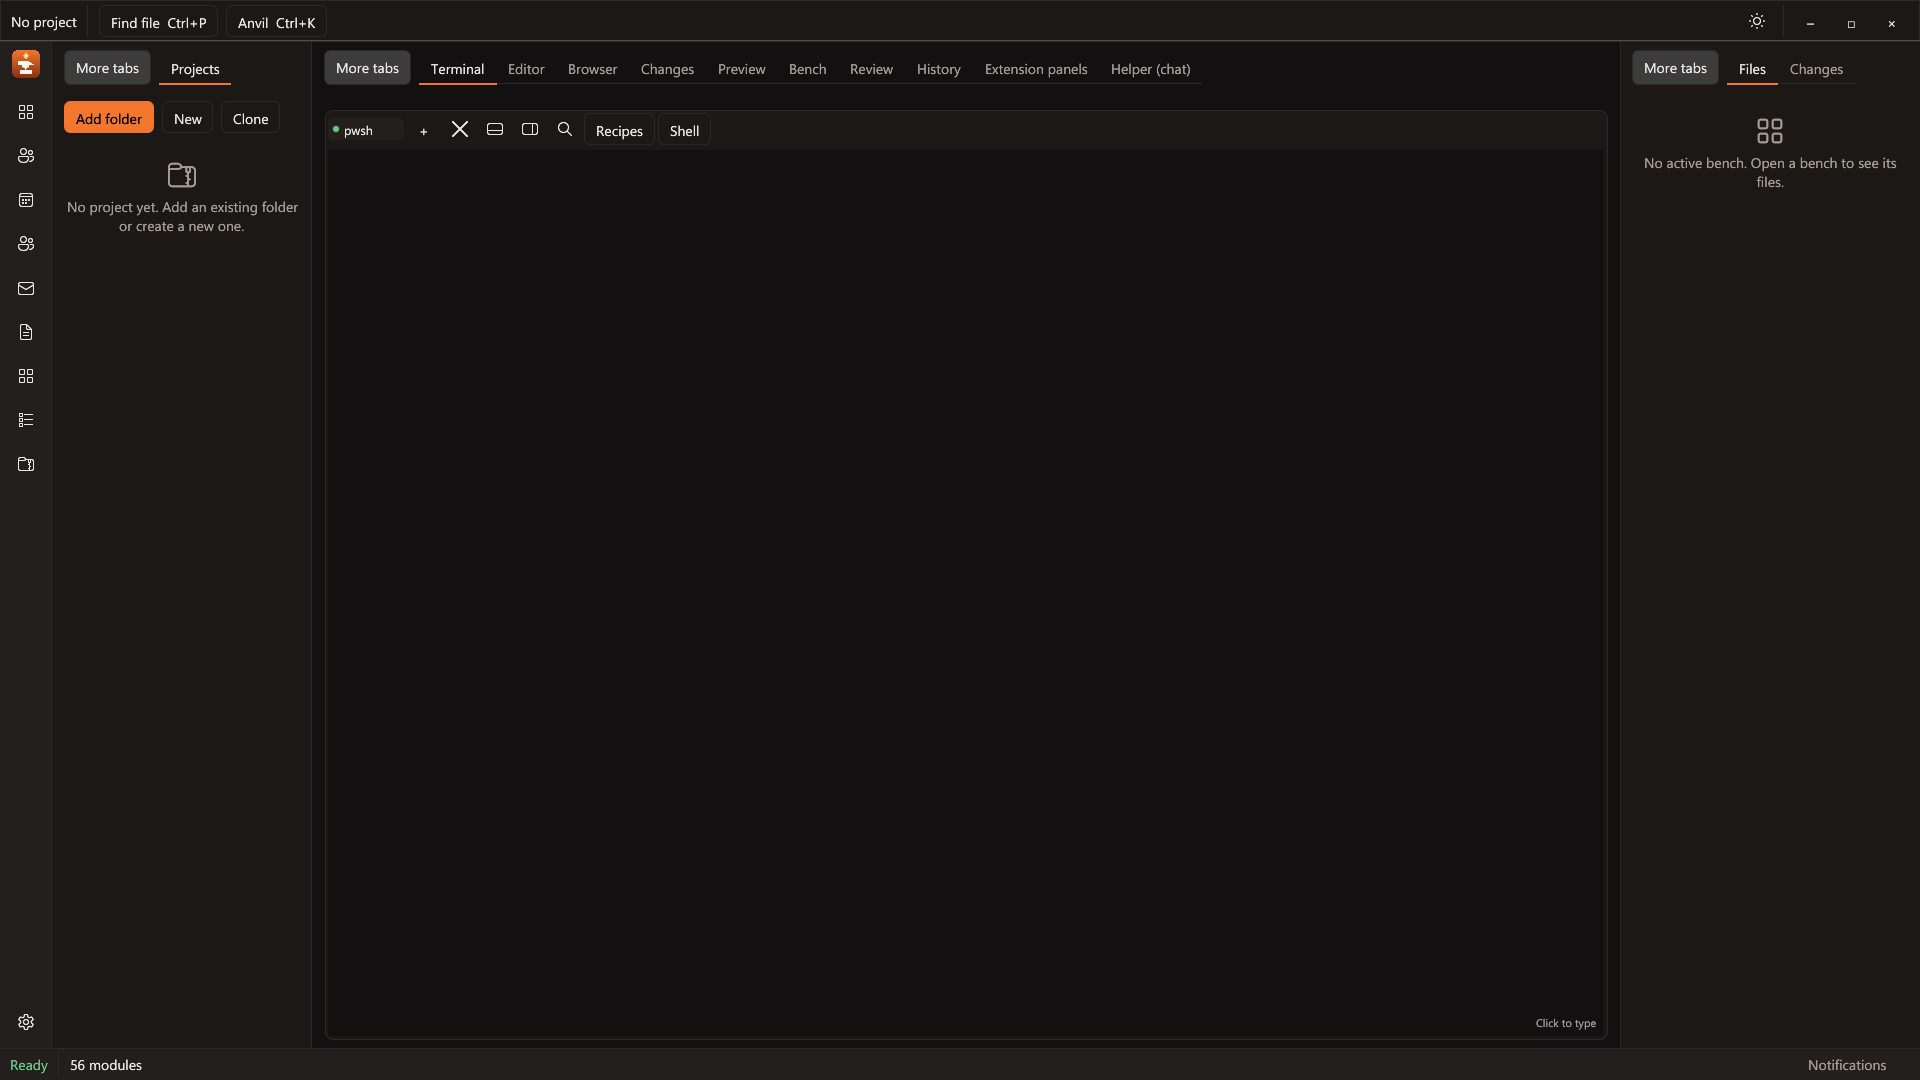 No project
Find file Ctrl+P
Anvil Ctrl+K
More tabs
Projects
Add folder
New
Clone
No project yet. Add an existing folder
or create a new one.
More tabs
Terminal
Editor
Browser
Changes
Preview
Bench
Review
History
Extension panels
Helper (chat)
pwsh
+
Recipes
Shell
Click to type
More tabs
Files
Changes
No active bench. Open a bench to see its
files.
Ready
56 modules
Notifications